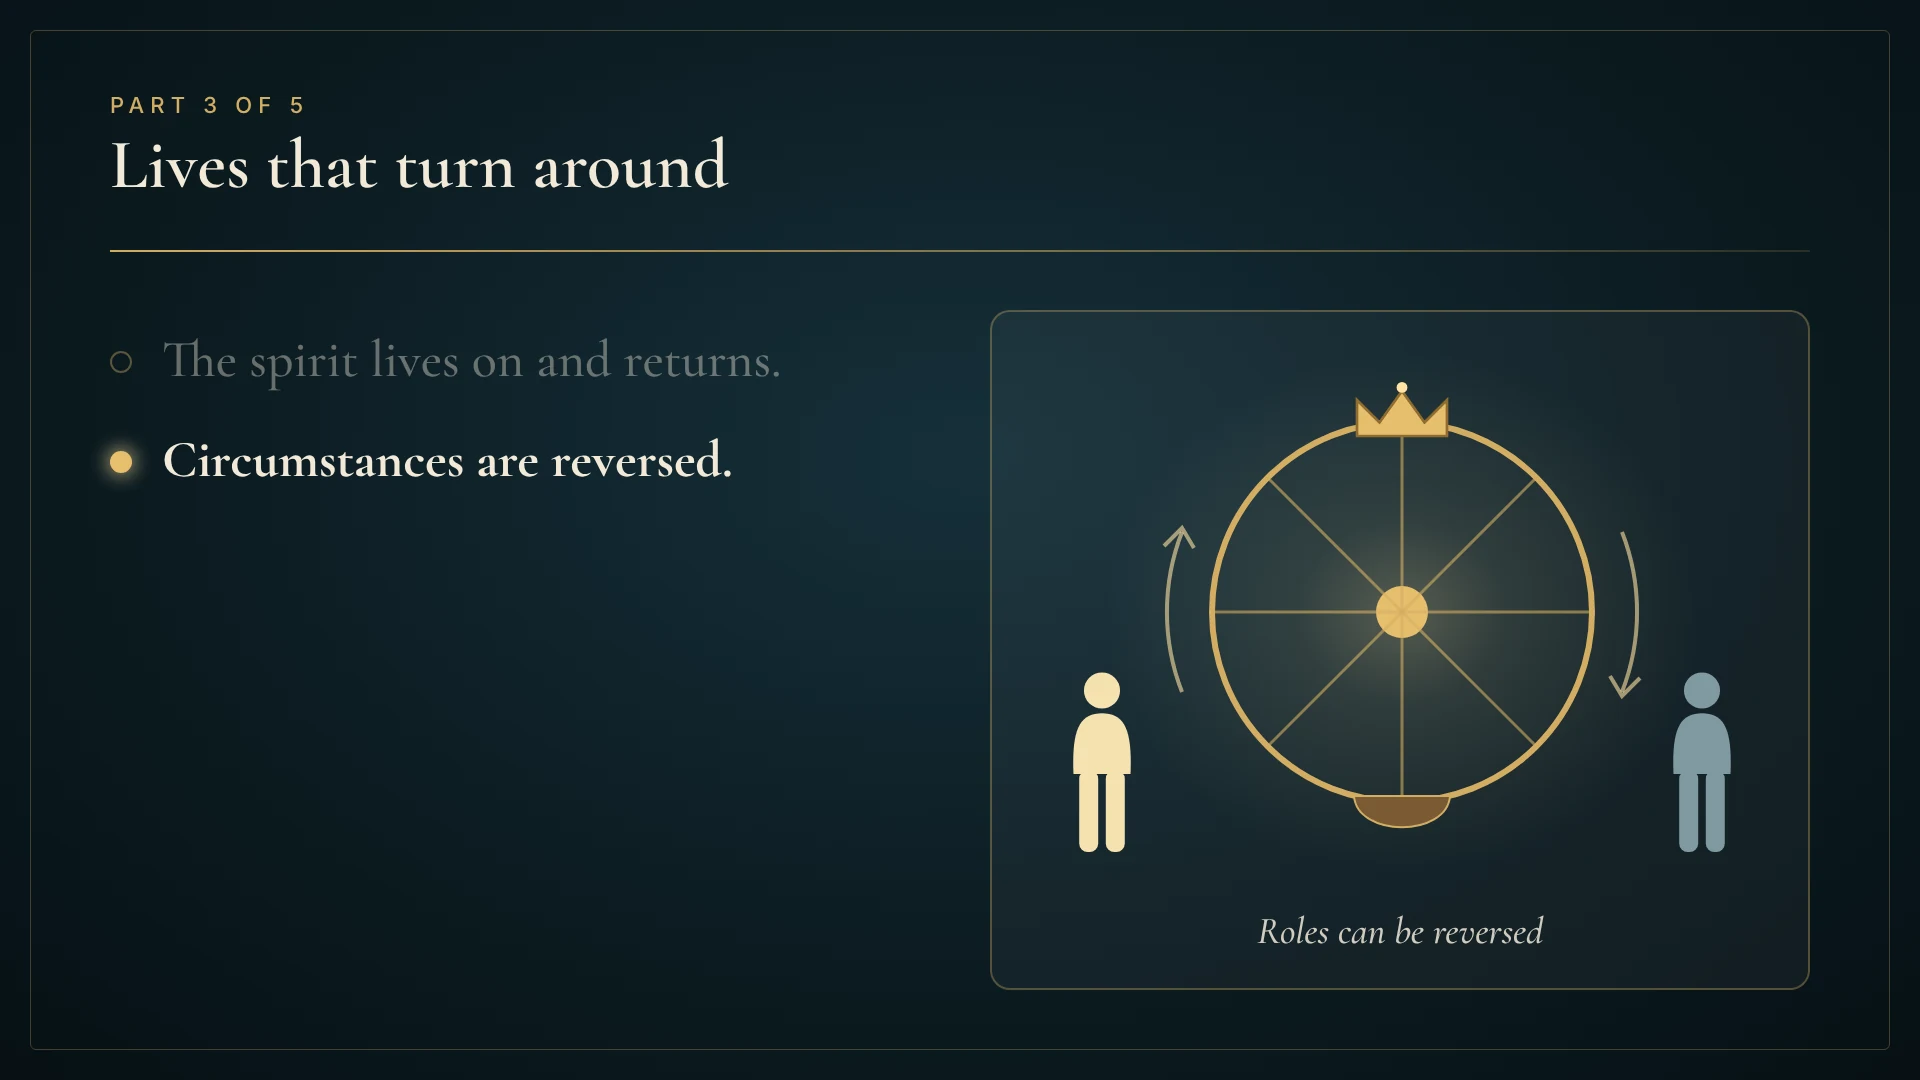 PART 3 OF 5
Lives that turn around
The spirit lives on and returns.
Circumstances are reversed.
Roles can be reversed